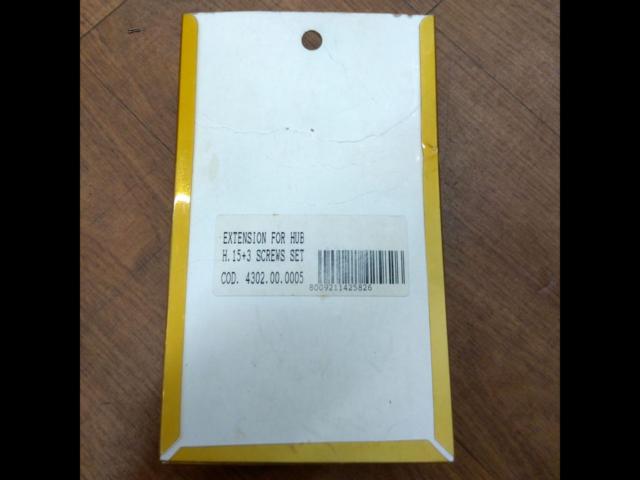 EXTENSION FOR HUB
H.15+3 SCREWS SET
COD. 4302.00.0005
8009211425826